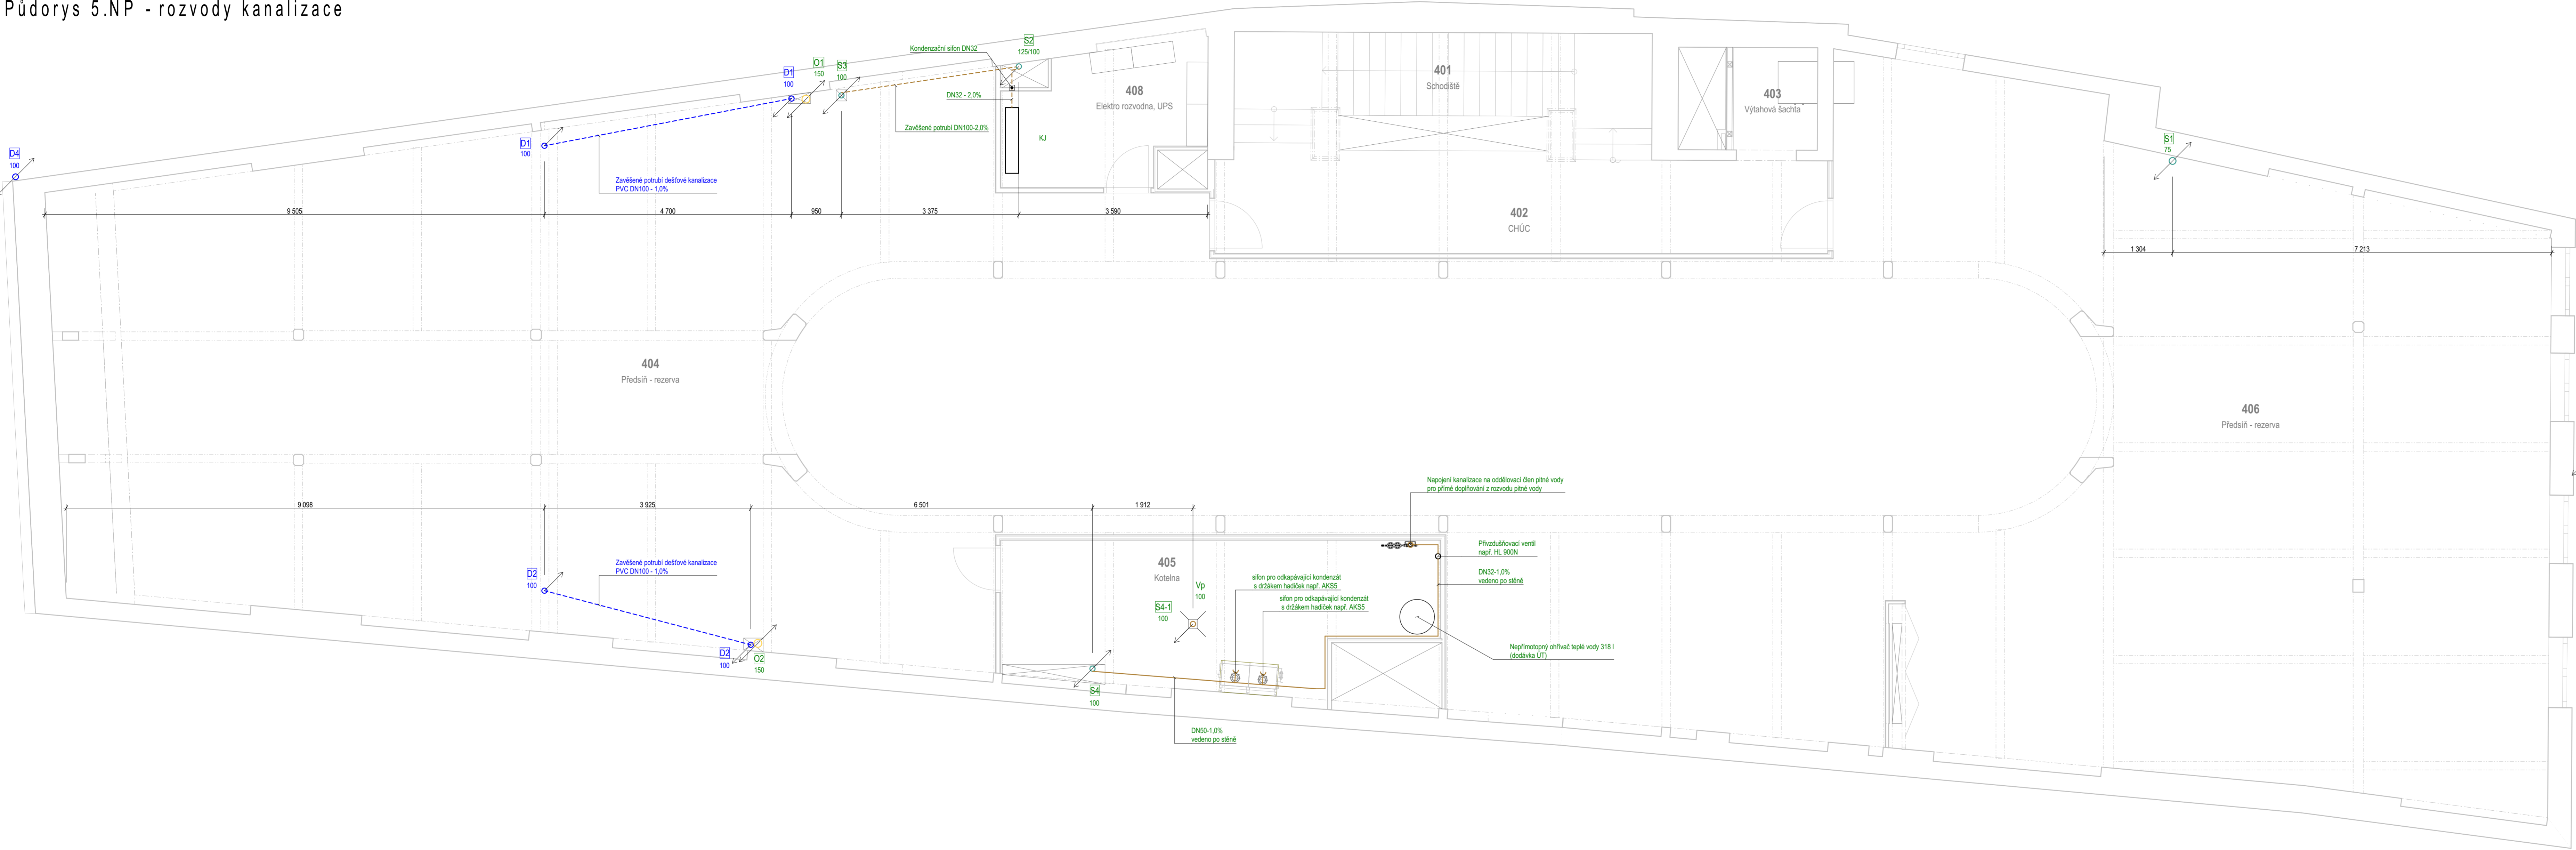 Půdorys 5.NP - rozvody kanalizace
Kondenzační sifon DN32
S2
125/100
O1
150
S3
100
D1
100
DN32 - 2,0%
408
Elektro rozvodna, UPS
401
Schodiště
403
Výtahová šachta
Zavěšené potrubí DN100-2,0%
KJ
D1
100
D4
100
S1
75
Zavěšené potrubí dešťové kanalizace
PVC DN100 - 1,0%
9 505
4 700
950
3 375
3 590
402
CHÚC
1 304
7 213
404
Předsíň - rezerva
406
Předsíň - rezerva
9 098
3 925
6 501
1 912
Napojení kanalizace na oddělovací člen pitné vody
pro přímé doplňování z rozvodu pitné vody
Přivzdušňovací ventil
např. HL 900N
DN32-1,0%
vedeno po stěně
405
Kotelna
Zavěšené potrubí dešťové kanalizace
PVC DN100 - 1,0%
D2
100
sifon pro odkapávající kondenzát
s držákem hadiček např. AKS5
Vp
100
sifon pro odkapávající kondenzát
s držákem hadiček např. AKS5
S4-1
100
Nepřímotopný ohřívač teplé vody 318 l
(dodávka ÚT)
D2
100
O2
150
S4
100
DN50-1,0%
vedeno po stěně